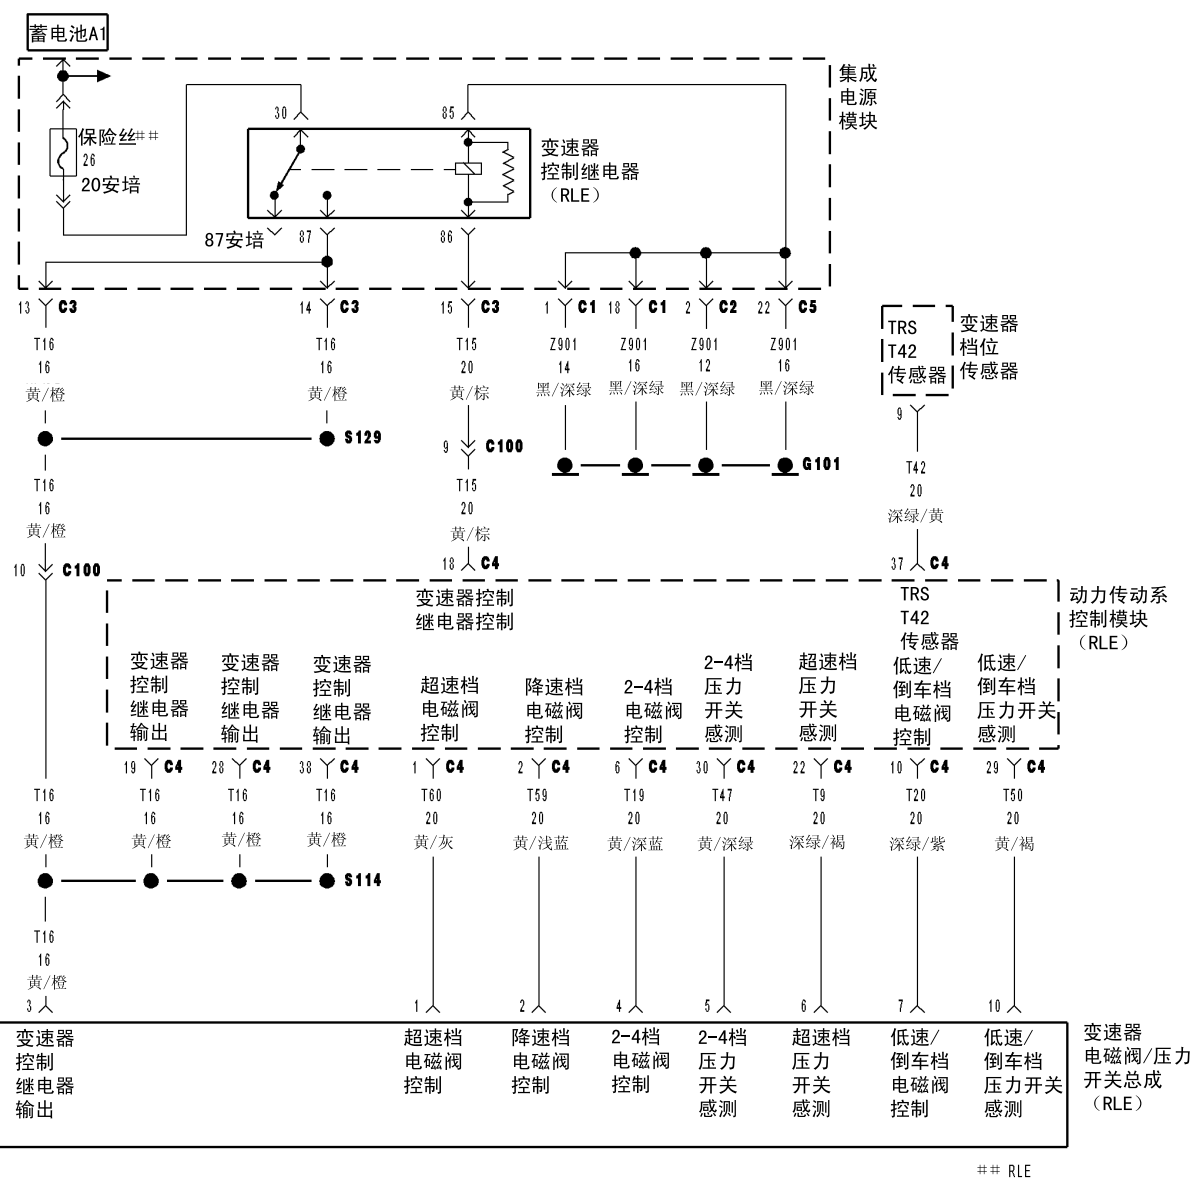 蓄电池A1
集成
电源
模块
30
85
保险丝##
26
20安培
变速器
控制继电器
（RLE）
87安培
87
86
13 C3
14 C3
15 C3
1 C1
18 C1
2 C2
22 C5
T16
16
黄/橙
T16
16
黄/橙
T15
20
黄/棕
Z901
14
黑/深绿
Z901
16
黑/深绿
Z901
12
黑/深绿
Z901
16
黑/深绿
TRS
T42
传感器
变速器
档位
传感器
9
S129
9 C100
G101
T16
16
黄/橙
T15
20
黄/棕
T42
20
深绿/黄
10 C100
18 C4
37 C4
变速器控制
继电器控制
TRS
T42
传感器
动力传动系
控制模块
（RLE）
变速器
控制
继电器
输出
变速器
控制
继电器
输出
变速器
控制
继电器
输出
超速档
电磁阀
控制
降速档
电磁阀
控制
2-4档
电磁阀
控制
2-4档
压力
开关
感测
超速档
压力
开关
感测
低速/
倒车档
电磁阀
控制
低速/
倒车档
压力开关
感测
19 C4
28 C4
38 C4
1 C4
2 C4
6 C4
30 C4
22 C4
10 C4
29 C4
T16
16
黄/橙
T16
16
黄/橙
T16
16
黄/橙
T16
16
黄/橙
T60
20
黄/灰
T59
20
黄/浅蓝
T19
20
黄/深蓝
T47
20
黄/深绿
T9
20
深绿/褐
T20
20
深绿/紫
T50
20
黄/褐
S114
T16
16
黄/橙
3
1
2
4
5
6
7
10
变速器
控制
继电器
输出
超速档
电磁阀
控制
降速档
电磁阀
控制
2-4档
电磁阀
控制
2-4档
压力
开关
感测
超速档
压力
开关
感测
低速/
倒车档
电磁阀
控制
低速/
倒车档
压力开关
感测
变速器
电磁阀/压力
开关总成
（RLE）
## RLE